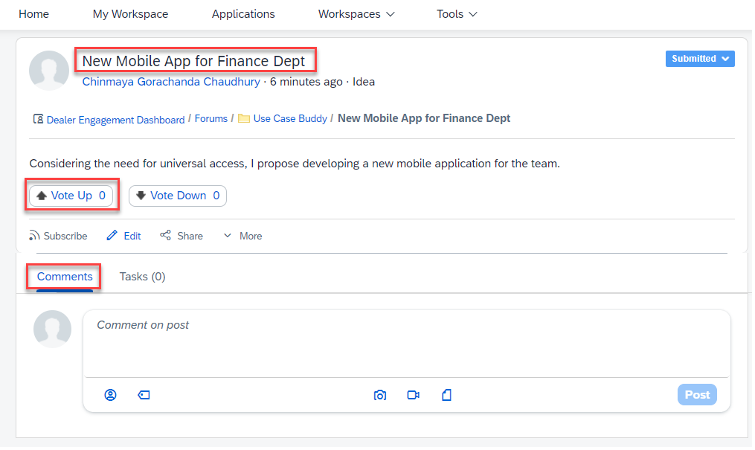 Home My Workspace Applications Workspaces Tools
New Mobile App for Finance Dept
Submitted
Chinmaya Gorachanda Chaudhury · 6 minutes ago · Idea
Dealer Engagement Dashboard / Forums / Use Case Buddy / New Mobile App for Finance Dept
Considering the need for universal access, I propose developing a new mobile application for the team.
Vote Up 0 Vote Down 0
Subscribe Edit Share More
Comments Tasks (0)
Comment on post
Post